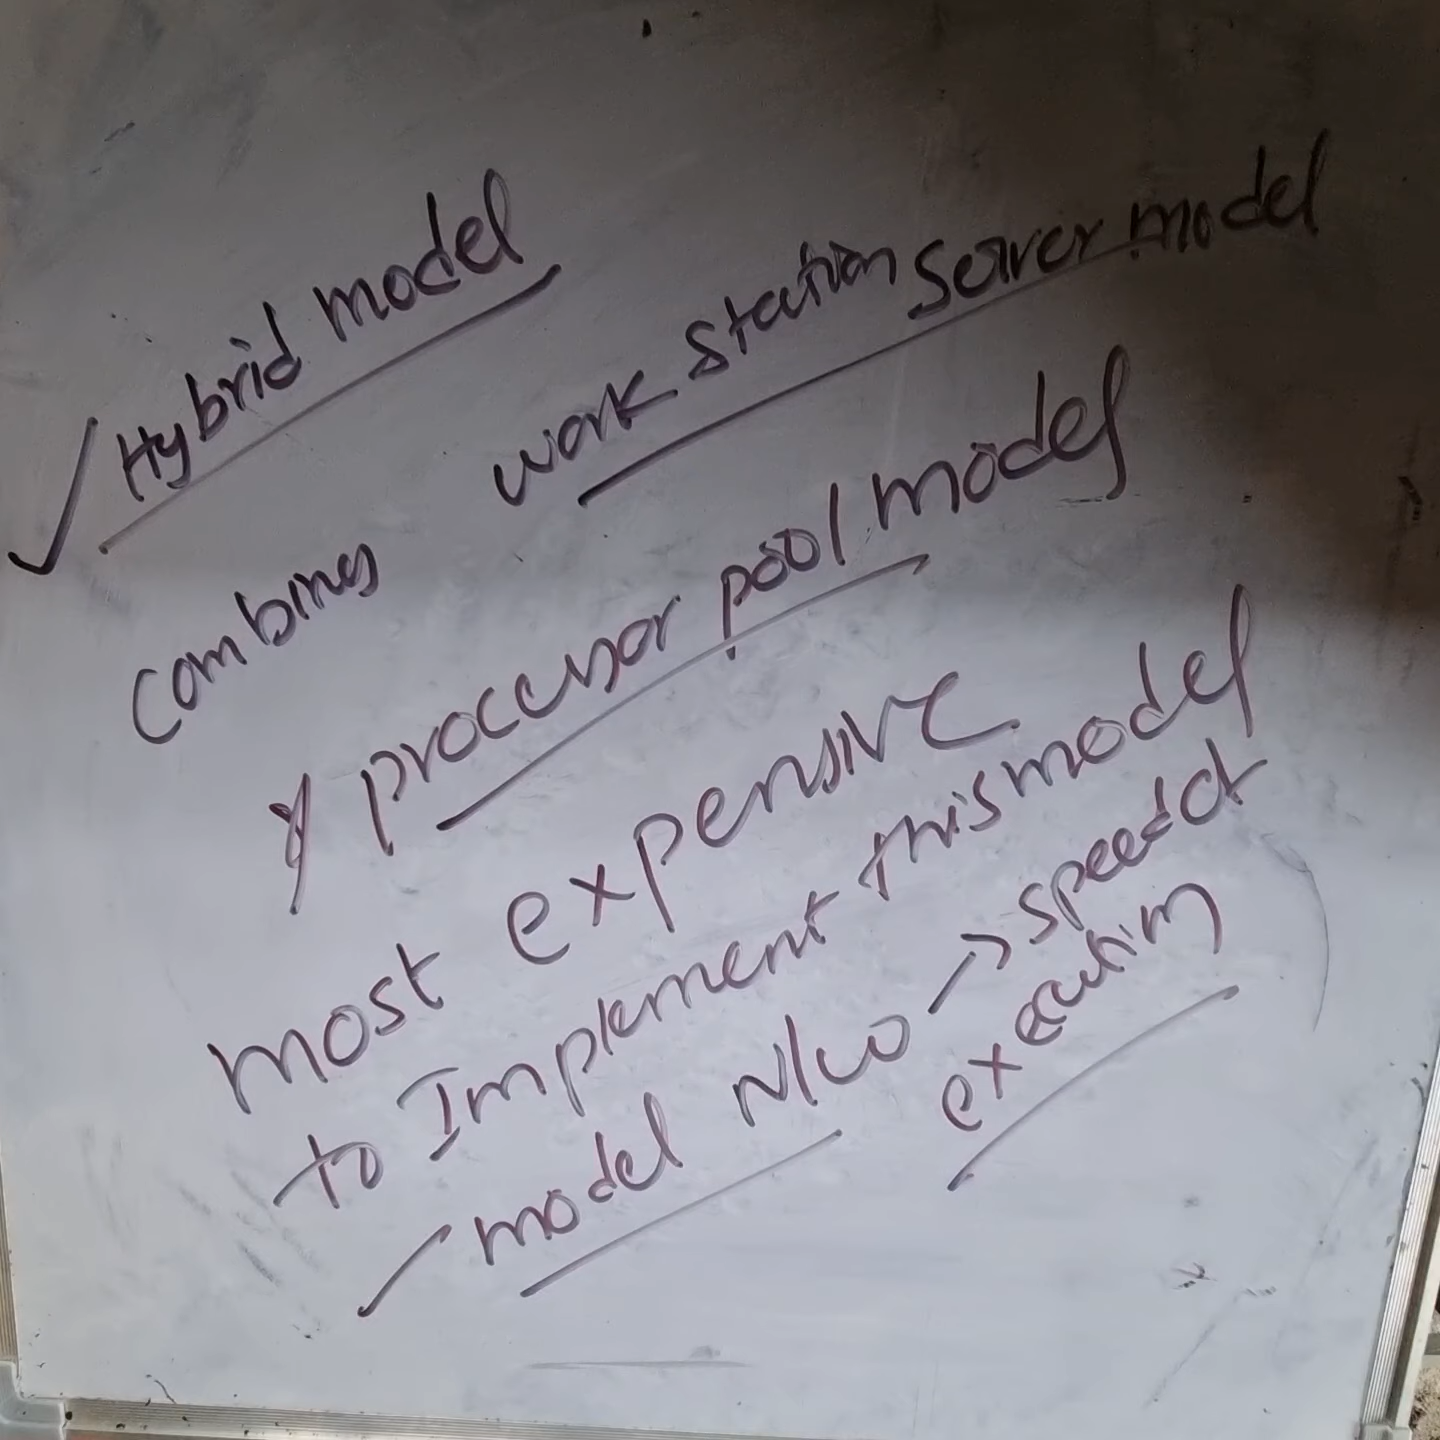 Hybrid model
combines work station server model
& processor pool model
most expensive
to Implement this model
model N/w → speed of
execution